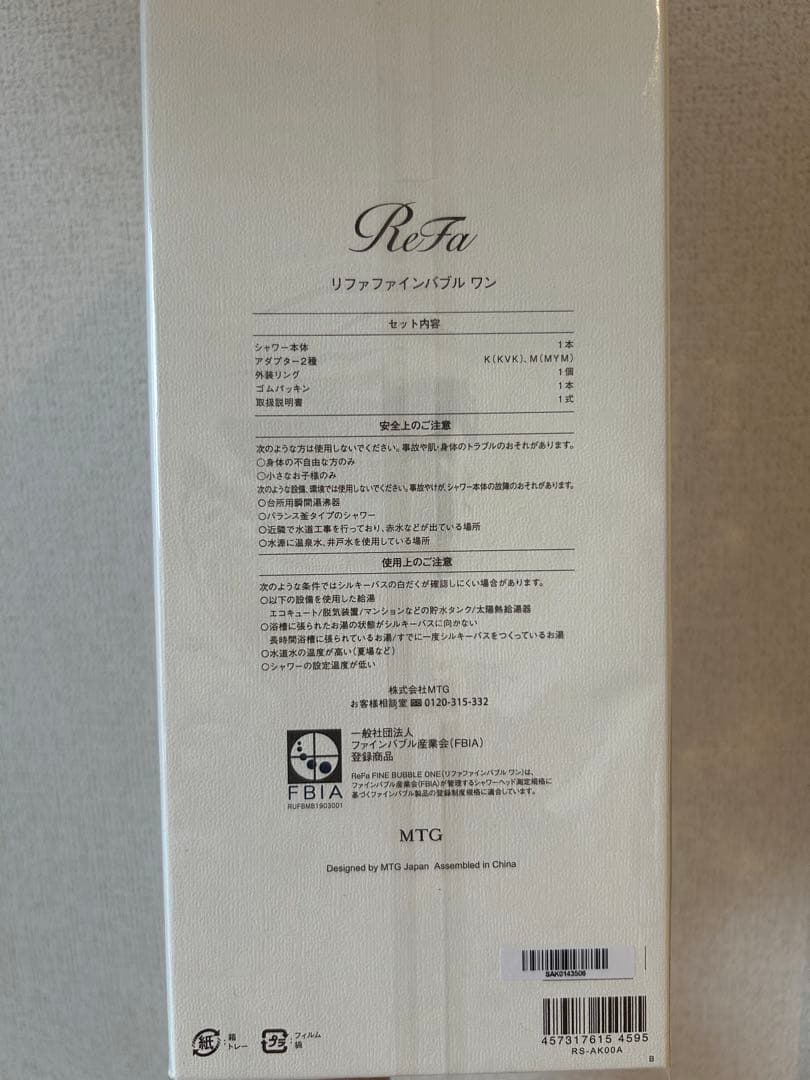 ReFa
リファファインバブル ワン
セット内容
シャワー本体 1本
アダプター2種 K(KVK)、M(MYM)
外装リング 1個
ゴムパッキン 1本
取扱説明書 1式
安全上のご注意
次のような方は使用しないでください。事故や肌・身体のトラブルのおそれがあります。
○身体の不自由な方のみ
○小さなお子様のみ
次のような設備、環境では使用しないでください。事故やけが、シャワー本体の故障のおそれがあります。
○台所用瞬間湯沸器
○バランス釜タイプのシャワー
○近隣で水道工事を行っており、赤水などが出ている場所
○水源に温泉水、井戸水を使用している場所
使用上のご注意
次のような条件ではシルキーバスの白だくが確認しにくい場合があります。
○以下の設備を使用した給湯
エコキュート/脱気装置/マンションなどの貯水タンク/太陽熱給湯器
○浴槽に張られたお湯の状態がシルキーバスに向かない
長時間浴槽に張られているお湯/すでに一度シルキーバスをつくっているお湯
○水道水の温度が高い(夏場など)
○シャワーの設定温度が低い
株式会社MTG
お客様相談室 0120-315-332
一般社団法人
ファインバブル産業会(FBIA)
登録商品
ReFa FINE BUBBLE ONE(リファファインバブル ワン)は、
ファインバブル産業会(FBIA)が管理するシャワーヘッド測定規格に
基づくファインバブル製品の登録制度規格に適合しています。
FBIA
RUFBMB1903001
MTG
Designed by MTG Japan Assembled in China
SAK0143506
457317615 4595
RS-AK00A
B
紙 :箱 トレー
プラ :フィルム 袋